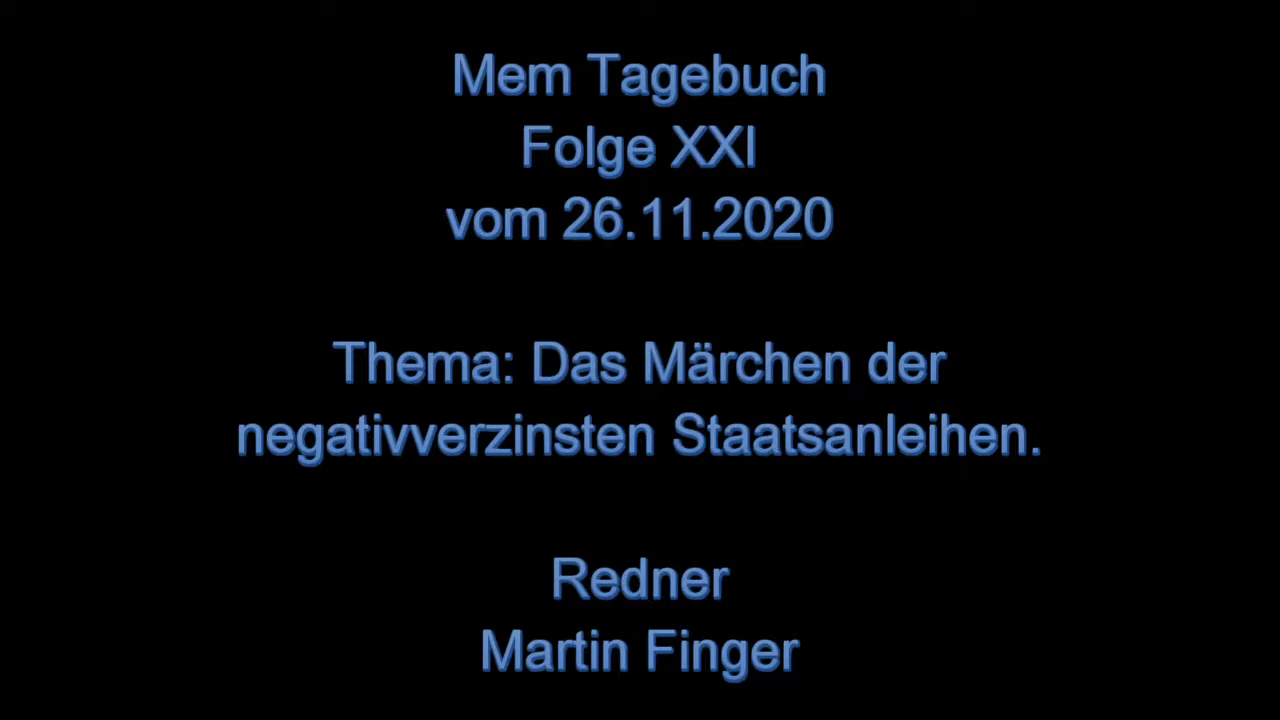 Mem Tagebuch
Folge XXI
vom 26.11.2020
Thema: Das Märchen der
negativverzinsten Staatsanleihen.
Redner
Martin Finger